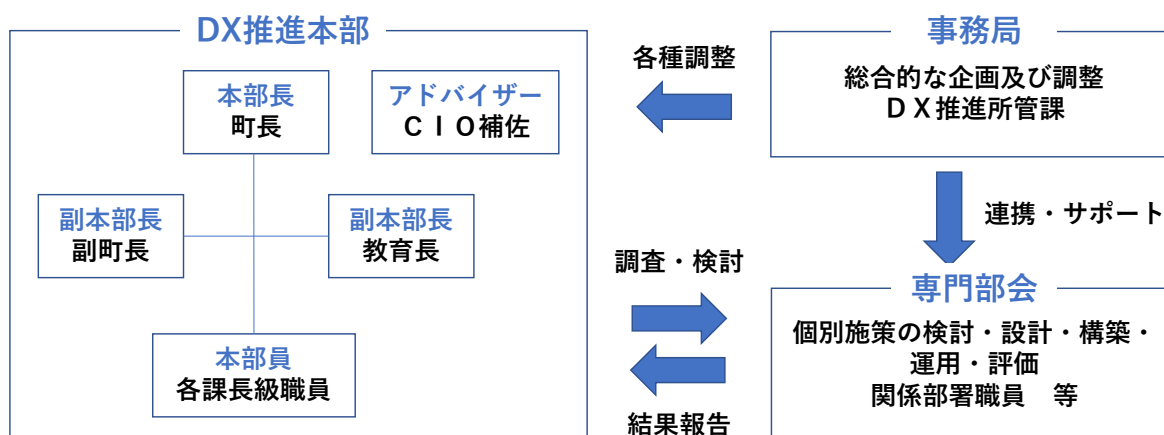 DX推進本部
本部長
町長
アドバイザー
ＣＩＯ補佐
副本部長
副町長
副本部長
教育長
本部員
各課長級職員
各種調整
事務局
総合的な企画及び調整
ＤＸ推進所管課
連携・サポート
調査・検討
結果報告
専門部会
個別施策の検討・設計・構築・
運用・評価
関係部署職員　等